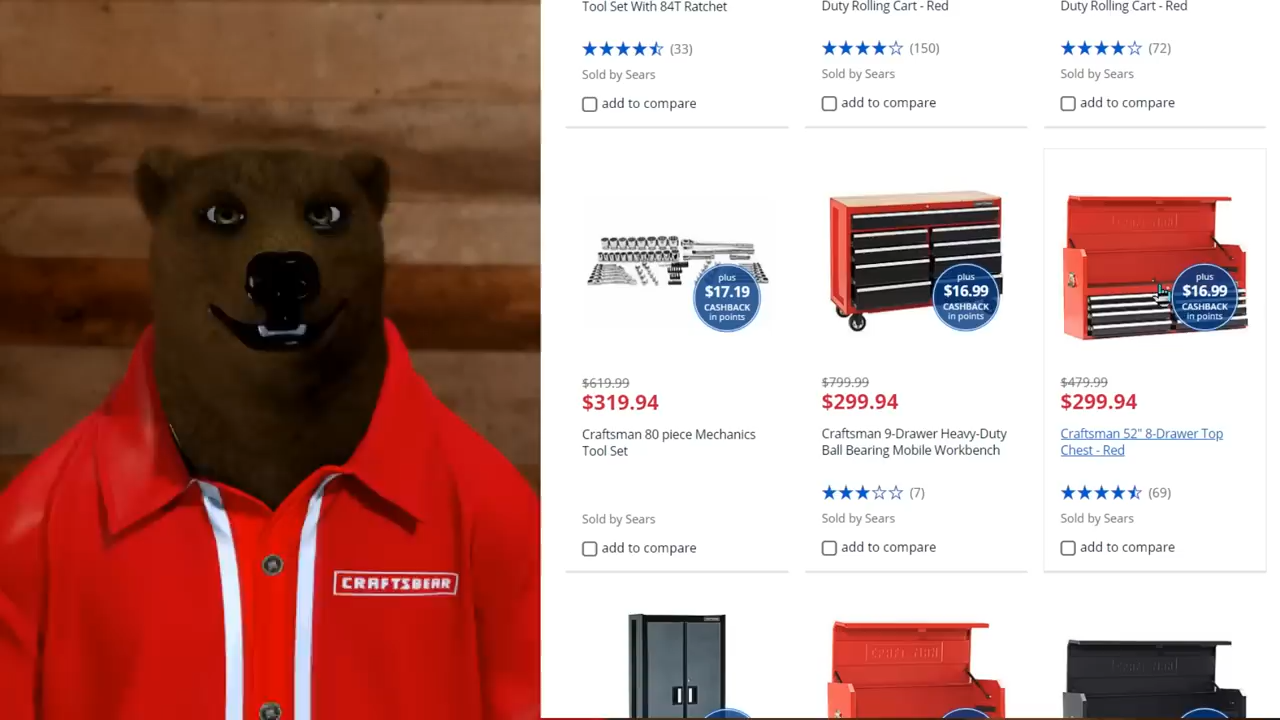 Tool Set With 84T Ratchet
Duty Rolling Cart - Red
Duty Rolling Cart - Red
(33)
(150)
(72)
Sold by Sears
Sold by Sears
Sold by Sears
add to compare
add to compare
add to compare
plus
$17.19
CASHBACK
in points
plus
$16.99
CASHBACK
in points
plus
$16.99
CASHBACK
in points
$619.99
$319.94
Craftsman 80 piece Mechanics
Tool Set
Sold by Sears
add to compare
$799.99
$299.94
Craftsman 9-Drawer Heavy-Duty
Ball Bearing Mobile Workbench
(7)
Sold by Sears
add to compare
$479.99
$299.94
Craftsman 52" 8-Drawer Top
Chest - Red
(69)
Sold by Sears
add to compare
CRAFTSBEAR